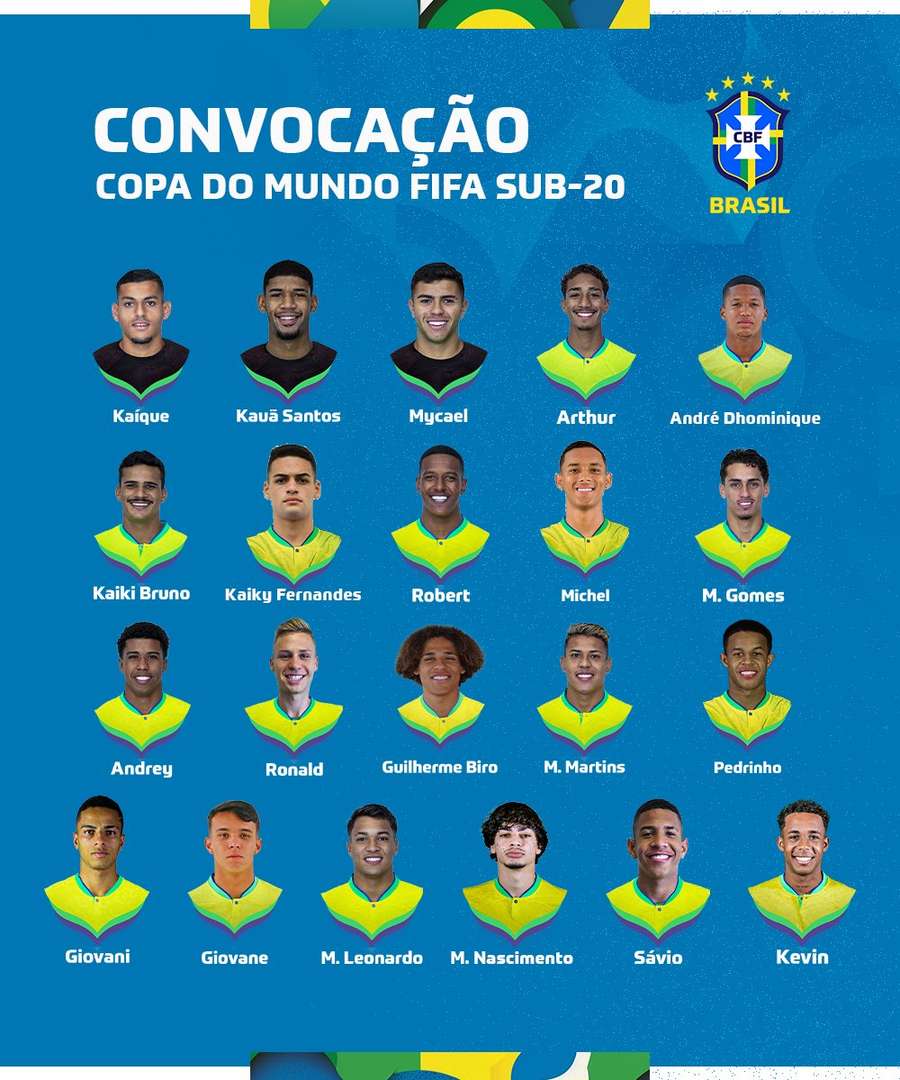 CONVOCAÇÃO
COPA DO MUNDO FIFA SUB-20
CBF
BRASIL
Kaíque
Kauã Santos
Mycael
Arthur
André Dhominique
Kaiki Bruno
Kaiky Fernandes
Robert
Michel
M. Gomes
Andrey
Ronald
Guilherme Biro
M. Martins
Pedrinho
Giovani
Giovane
M. Leonardo
M. Nascimento
Sávio
Kevin